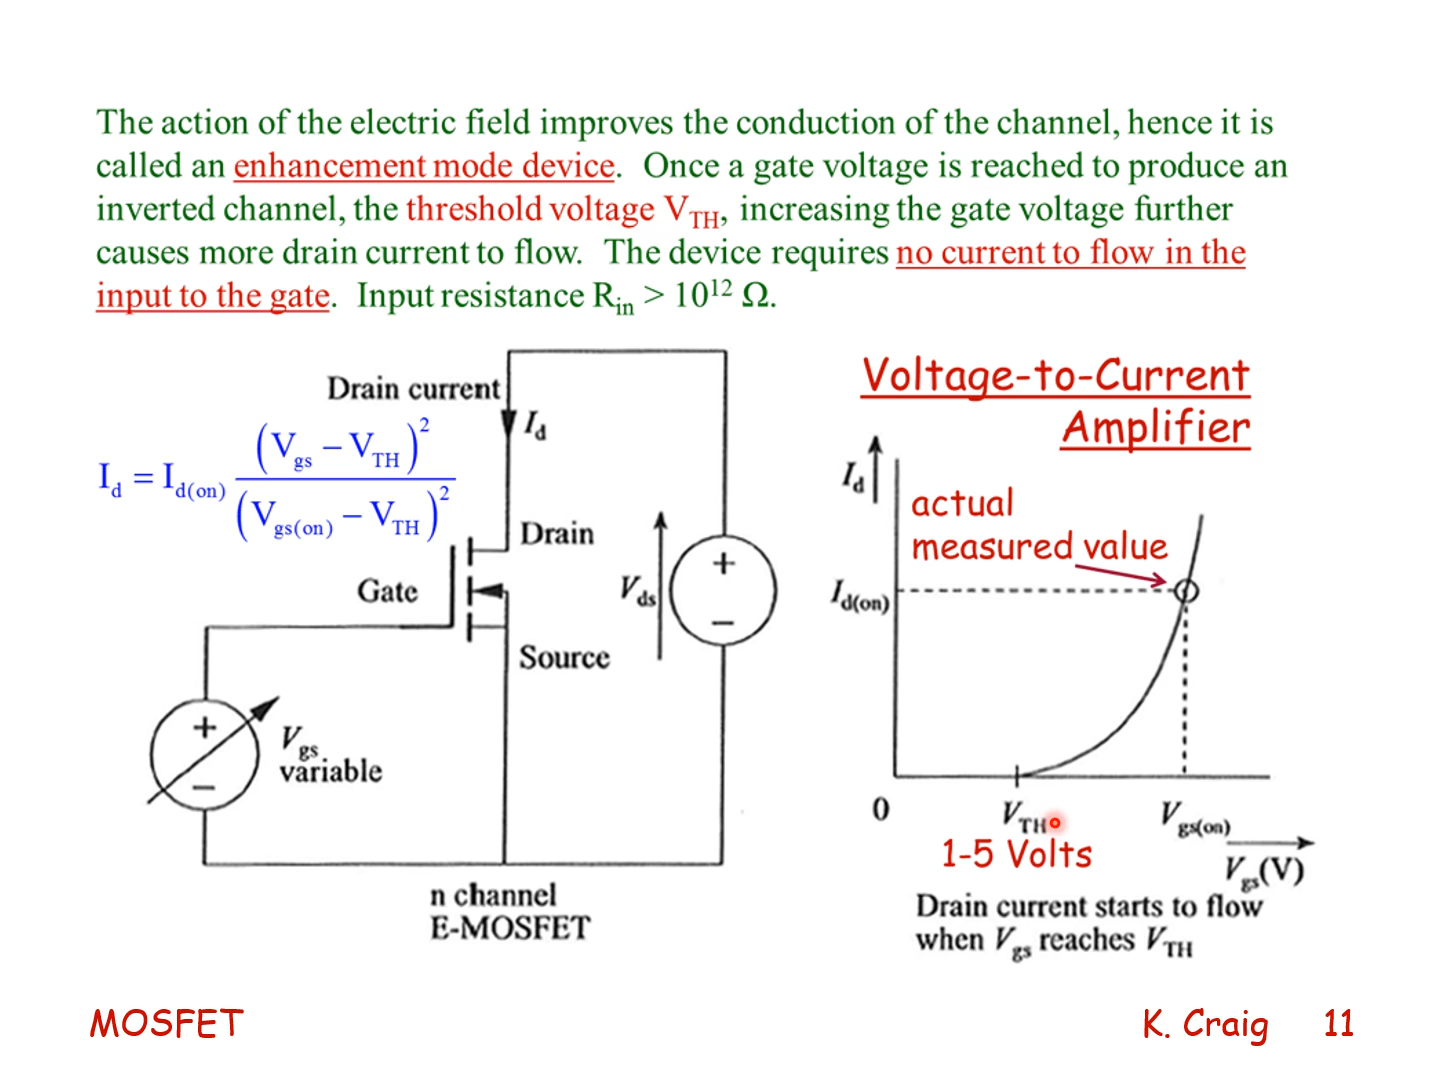 The action of the electric field improves the conduction of the channel, hence it is
called an enhancement mode device.  Once a gate voltage is reached to produce an
inverted channel, the threshold voltage V_TH, increasing the gate voltage further
causes more drain current to flow.  The device requires no current to flow in the
input to the gate.  Input resistance R_in > 10^12 Ω.
Voltage-to-Current
Amplifier
Drain current
I_d
I_d = I_d(on) (V_gs − V_TH)^2 / (V_gs(on) − V_TH)^2
Drain
Gate
Source
V_ds
+
−
+
−
V_gs
variable
n channel
E-MOSFET
I_d
actual
measured value
I_d(on)
0
V_TH
V_gs(on)
1-5 Volts
V_gs(V)
Drain current starts to flow
when V_gs reaches V_TH
MOSFET
K. Craig
11